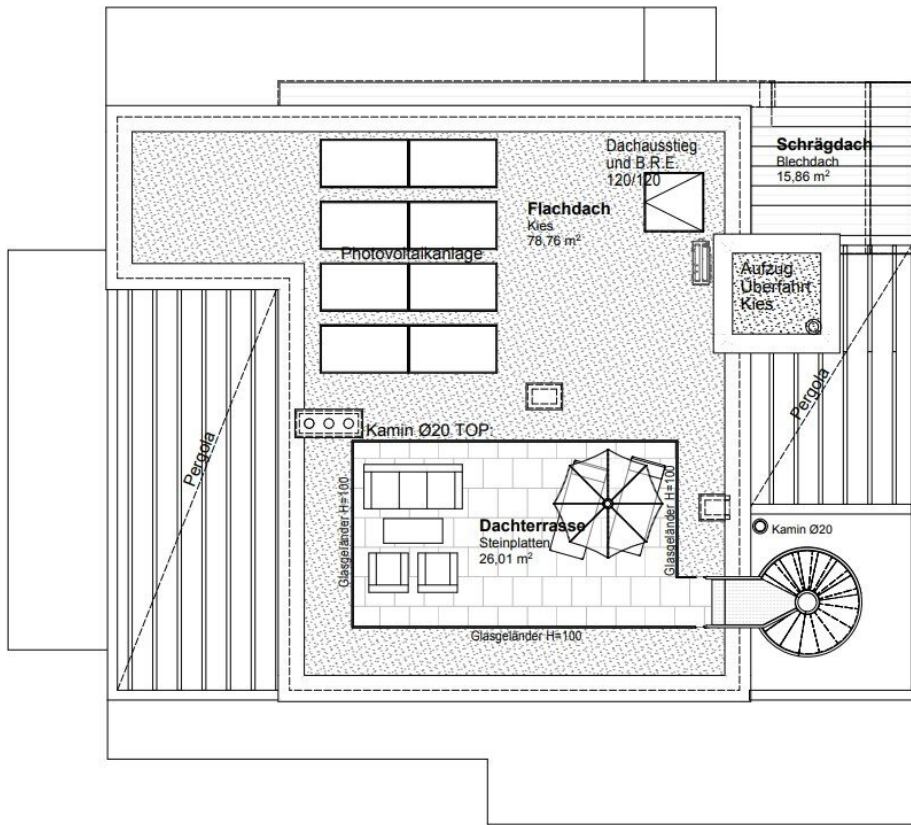 Dachausstieg
und B.R.E.
120/120
Schrägdach
Blechdach
15,86 m²
Flachdach
Kies
78,76 m²
Photovoltaikanlage
Aufzug
Überfahrt
Kies
Pergola
Pergola
Kamin Ø20 TOP:
Glasgeländer H=100
Glasgeländer H=100
Dachterrasse
Steinplatten
26,01 m²
Kamin Ø20
Glasgeländer H=100